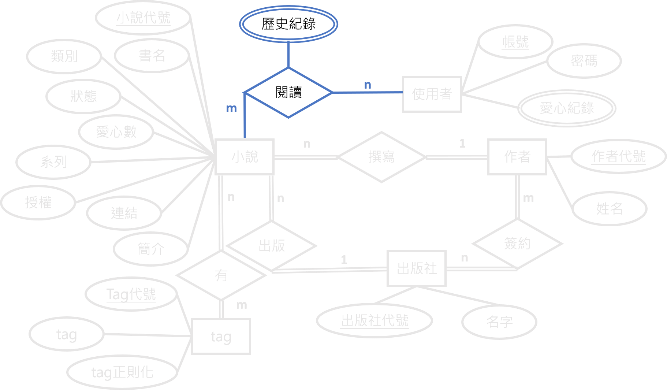 歷史紀錄
小說代號
帳號
書名
類別
密碼
閱讀
n
使用者
狀態
m
愛心紀錄
愛心數
n
1
系列
小說
撰寫
作者
作者代號
授權
n
n
m
連結
姓名
簡介
出版
簽約
1
n
有
出版社
Tag代號
m
出版社代號
名字
tag
tag
tag正則化